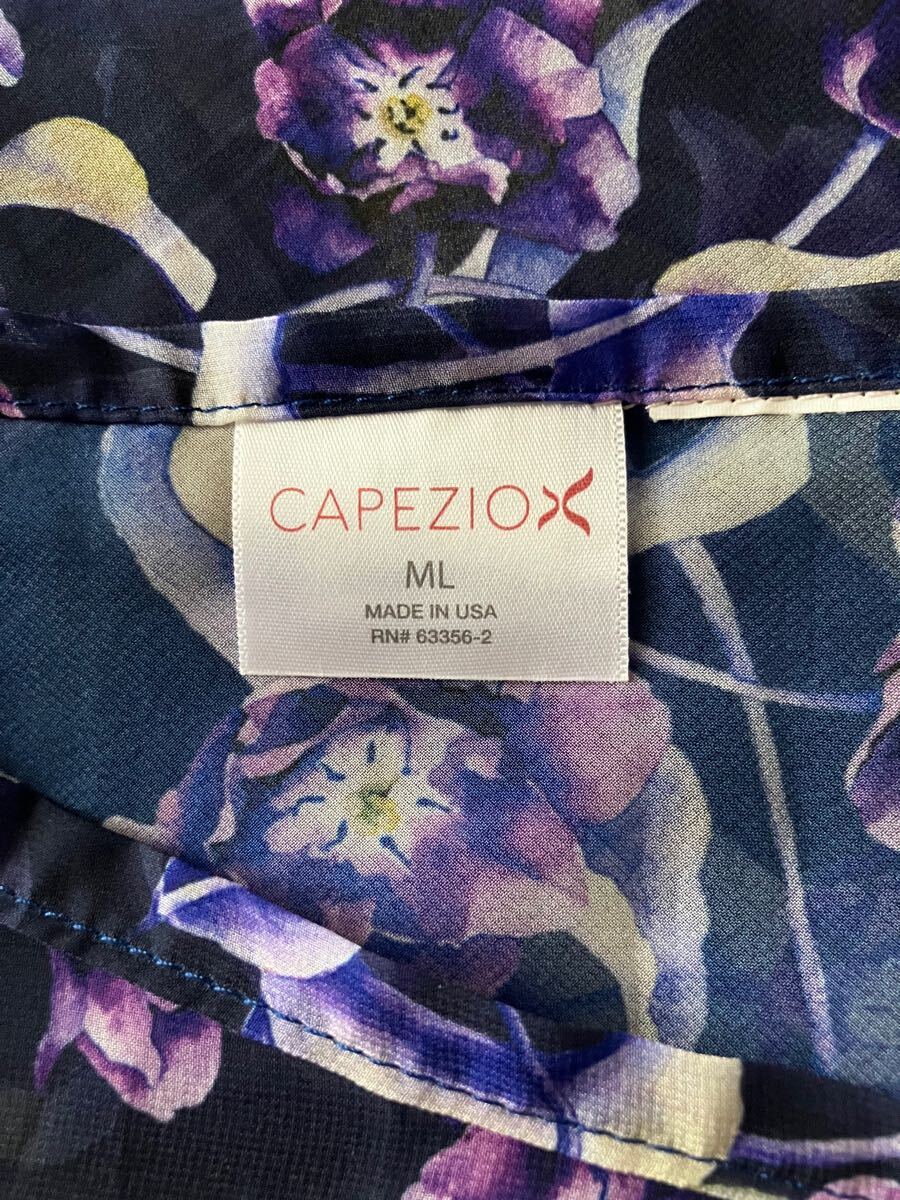 CAPEZIO
ML
MADE IN USA
RN# 63356-2